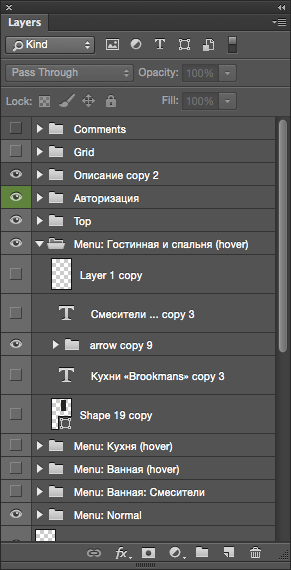 Layers
Kind
Pass Through Opacity: 100%
Lock: Fill: 100%
Comments
Grid
Описание copy 2
Авторизация
Top
Menu: Гостинная и спальня (hover)
Layer 1 copy
Смесители ... copy 3
arrow copy 9
Кухни «Brookmans» copy 3
Shape 19 copy
Menu: Кухня (hover)
Menu: Ванная (hover)
Menu: Ванная: Смесители
Menu: Normal
fx